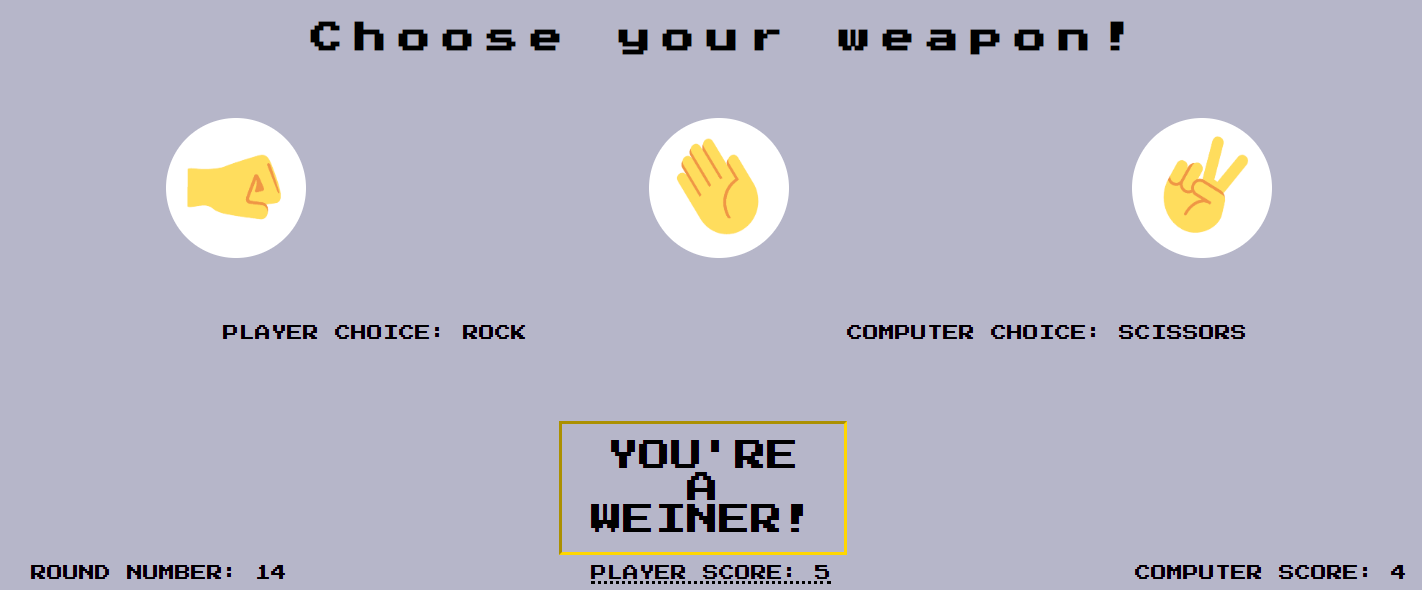 Choose your weapon!
PLAYER CHOICE: ROCK
COMPUTER CHOICE: SCISSORS
YOU'RE
A
WEINER!
ROUND NUMBER: 14
PLAYER SCORE: 5
COMPUTER SCORE: 4